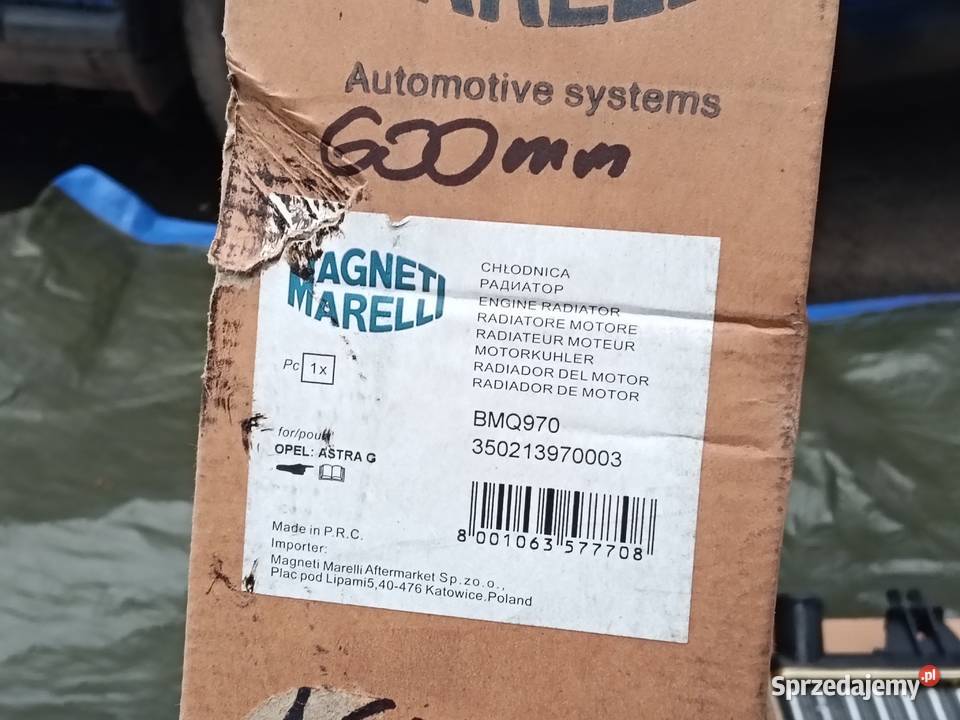 MARELLI
Automotive systems
600mm
MAGNETI
MARELLI
CHŁODNICA
РАДИАТОР
ENGINE RADIATOR
RADIATORE MOTORE
RADIATEUR MOTEUR
MOTORKUHLER
RADIADOR DEL MOTOR
RADIADOR DE MOTOR
Pc 1x
BMQ970
350213970003
for/pour
OPEL: ASTRA G
8 001063 577708
Made in P.R.C.
Importer:
Magneti Marelli Aftermarket Sp.zo.o.,
Plac pod Lipami5,40-476 Katowice.Poland
Sprzedajemy.pl